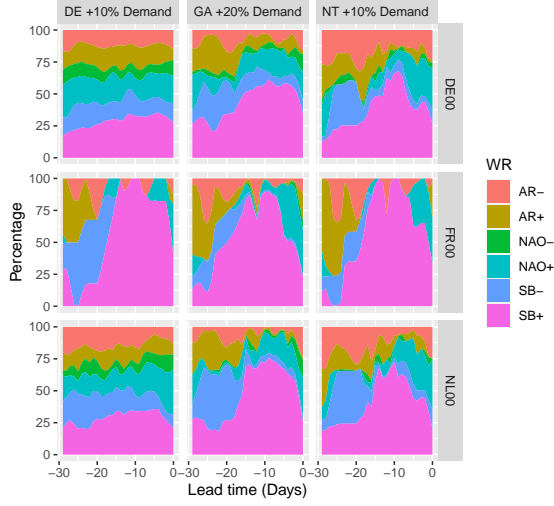 DE +10% Demand GA +20% Demand NT +10% Demand
100
75
50
25
0
DE00
100
75
50
25
0
FR00
100
75
50
25
0
NL00
Percentage
−30 −20 −10 0 −30 −20 −10 0 −30 −20 −10 0
Lead time (Days)
WR
AR−
AR+
NAO−
NAO+
SB−
SB+